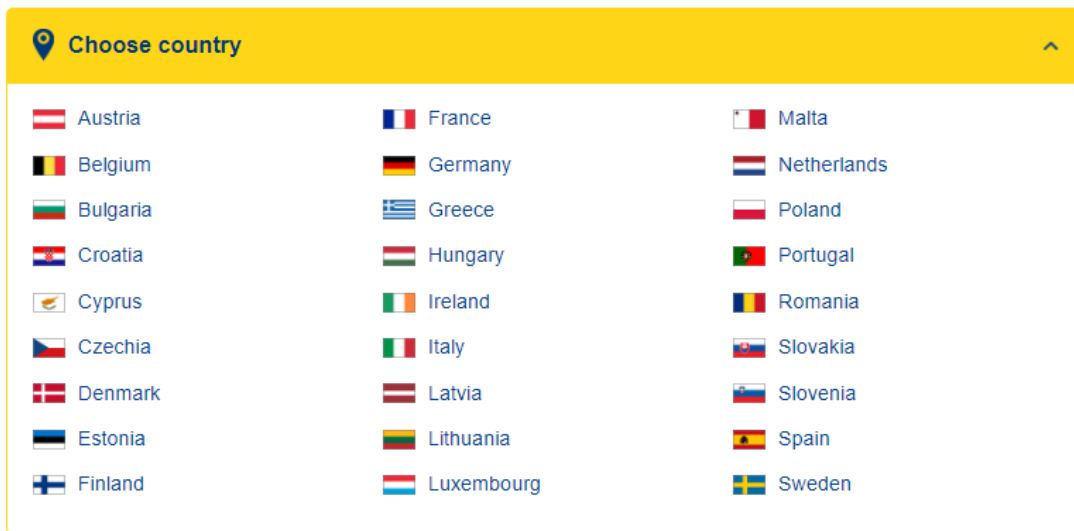 Choose country
Austria
Belgium
Bulgaria
Croatia
Cyprus
Czechia
Denmark
Estonia
Finland
France
Germany
Greece
Hungary
Ireland
Italy
Latvia
Lithuania
Luxembourg
Malta
Netherlands
Poland
Portugal
Romania
Slovakia
Slovenia
Spain
Sweden